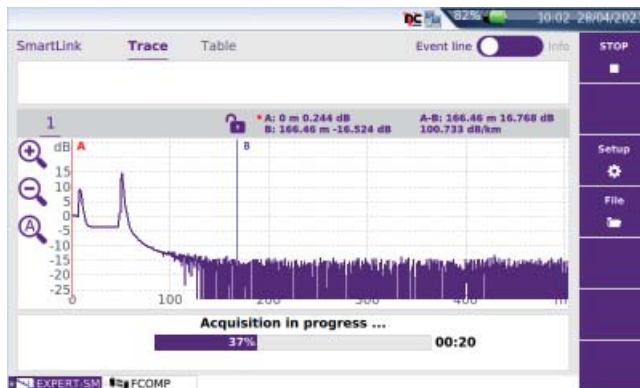 82% 10:02 28/04/202
SmartLink Trace Table Event line Info STOP
1 A: 0 m 0.244 dB A-B: 166.46 m 16.768 dB
B: 166.46 m -16.524 dB 100.733 dB/km
dB A B
Setup
15
10
5
File
0
-5
-10
-15
-20
-25
0 100 200 300 400 m
Acquisition in progress ...
37% 00:20
EXPERT-SM FCOMP